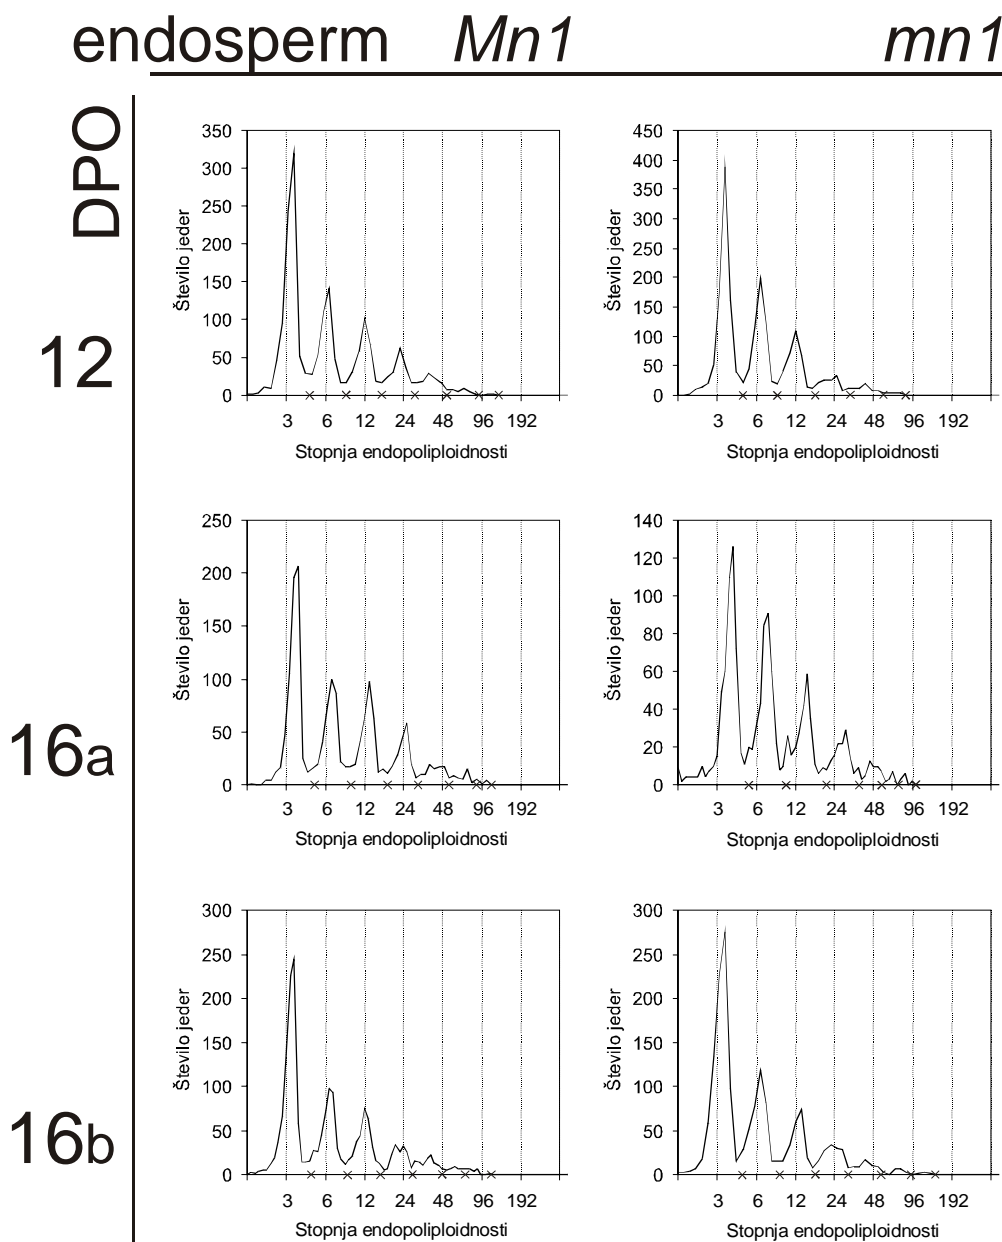 endosperm Mn1 mn1
DPO
12
350
300
250
200
150
100
50
0
Število jeder
3 6 12 24 48 96 192
Stopnja endopoliploidnosti
450
400
350
300
250
200
150
100
50
0
Število jeder
3 6 12 24 48 96 192
Stopnja endopoliploidnosti
16a
250
200
150
100
50
0
Število jeder
3 6 12 24 48 96 192
Stopnja endopoliploidnosti
140
120
100
80
60
40
20
0
Število jeder
3 6 12 24 48 96 192
Stopnja endopoliploidnosti
16b
300
250
200
150
100
50
0
Število jeder
3 6 12 24 48 96 192
Stopnja endopoliploidnosti
300
250
200
150
100
50
0
Število jeder
3 6 12 24 48 96 192
Stopnja endopoliploidnosti